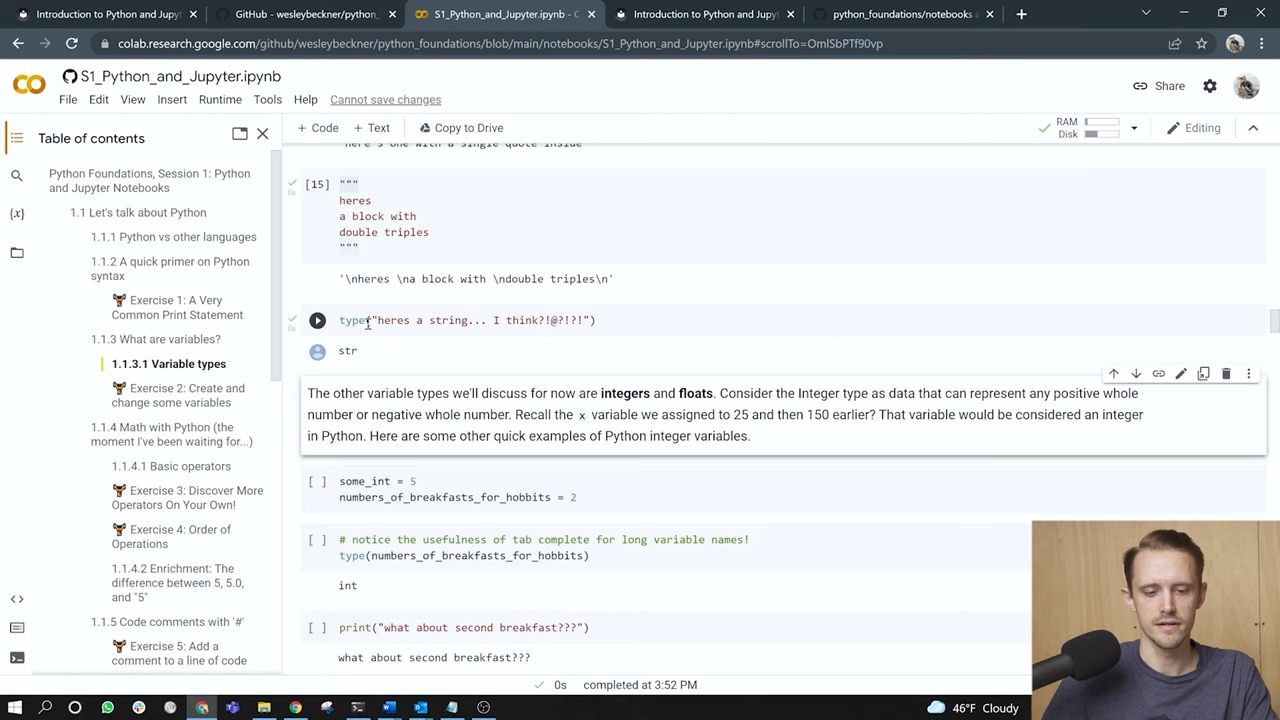 Introduction to Python and Ju
GitHub - wesleybeckner/python_
S1_Python_and_Jupyter.ipynb - C
Introduction to Python and Ju
python_foundations/notebooks a
colab.research.google.com/github/wesleybeckner/python_foundations/blob/main/notebooks/S1_Python_and_Jupyter.ipynb#scrollTo=OmlSbPTf90vp
S1_Python_and_Jupyter.ipynb
File Edit View Insert Runtime Tools Help Cannot save changes
Share
+ Code + Text Copy to Drive
RAM
Disk
Editing
Table of contents
Python Foundations, Session 1: Python
and Jupyter Notebooks
1.1 Let's talk about Python
1.1.1 Python vs other languages
1.1.2 A quick primer on Python
syntax
Exercise 1: A Very
Common Print Statement
1.1.3 What are variables?
1.1.3.1 Variable types
Exercise 2: Create and
change some variables
1.1.4 Math with Python (the
moment I've been waiting for...)
1.1.4.1 Basic operators
Exercise 3: Discover More
Operators On Your Own!
Exercise 4: Order of
Operations
1.1.4.2 Enrichment: The
difference between 5, 5.0,
and "5"
1.1.5 Code comments with '#'
Exercise 5: Add a
comment to a line of code
here's one with a single quote inside
[15] """
0s
heres
a block with
double triples
"""
'\nheres \na block with \ndouble triples\n'
type("heres a string... I think?!@?!?!")
0s
str
The other variable types we'll discuss for now are integers and floats. Consider the Integer type as data that can represent any positive whole
number or negative whole number. Recall the x variable we assigned to 25 and then 150 earlier? That variable would be considered an integer
in Python. Here are some other quick examples of Python integer variables.
[ ] some_int = 5
numbers_of_breakfasts_for_hobbits = 2
[ ] # notice the usefulness of tab complete for long variable names!
type(numbers_of_breakfasts_for_hobbits)
int
[ ] print("what about second breakfast???")
what about second breakfast???
0s completed at 3:52 PM
46°F Cloudy